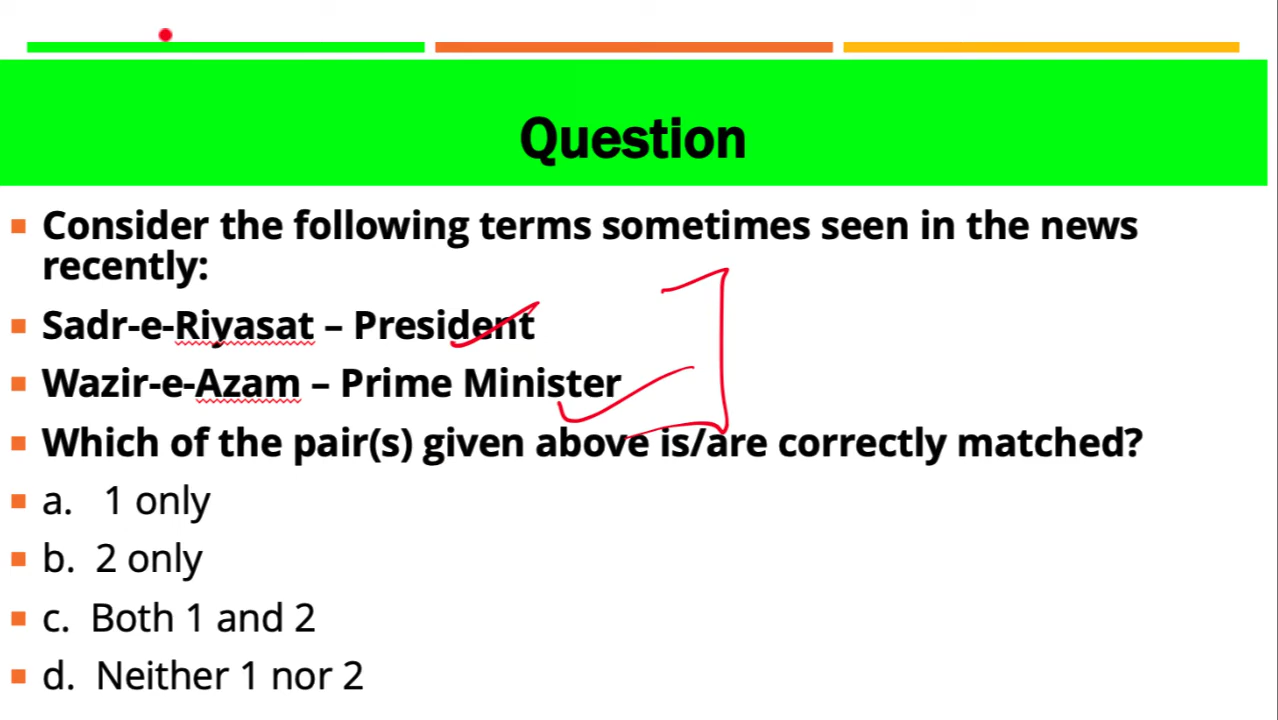 Question
Consider the following terms sometimes seen in the news
recently:
Sadr-e-Riyasat – President
Wazir-e-Azam – Prime Minister
Which of the pair(s) given above is/are correctly matched?
a. 1 only
b. 2 only
c. Both 1 and 2
d. Neither 1 nor 2